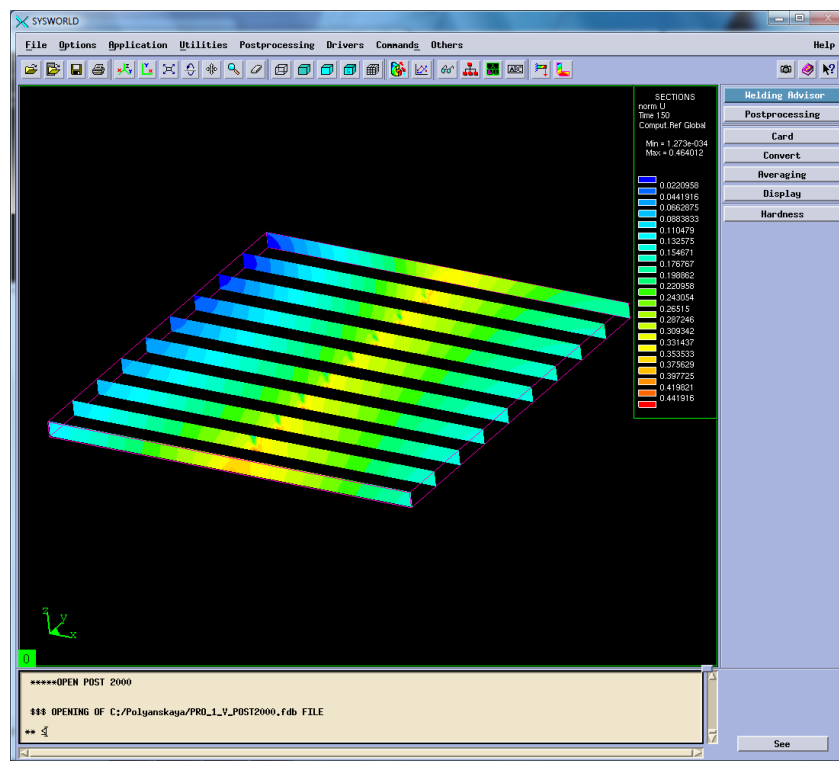 SYSWORLD
File Options Application Utilities Postprocessing Drivers Commands Others Help
SECTIONS
norm U
Time 150
Comput.Ref Global
Min = 1.273e-034
Max = 0.464012
0.0220958
0.0441916
0.0662875
0.0883833
0.110479
0.132575
0.154671
0.176767
0.198862
0.220958
0.243054
0.26515
0.287246
0.309342
0.331437
0.353533
0.375629
0.397725
0.419821
0.441916
Welding Advisor
Postprocessing
Card
Convert
Averaging
Display
Hardness
z
y
x
0
*****OPEN POST 2000
$$$ OPENING OF C:/Polyanskaya/PRO_1_V_POST2000.fdb FILE
**
See